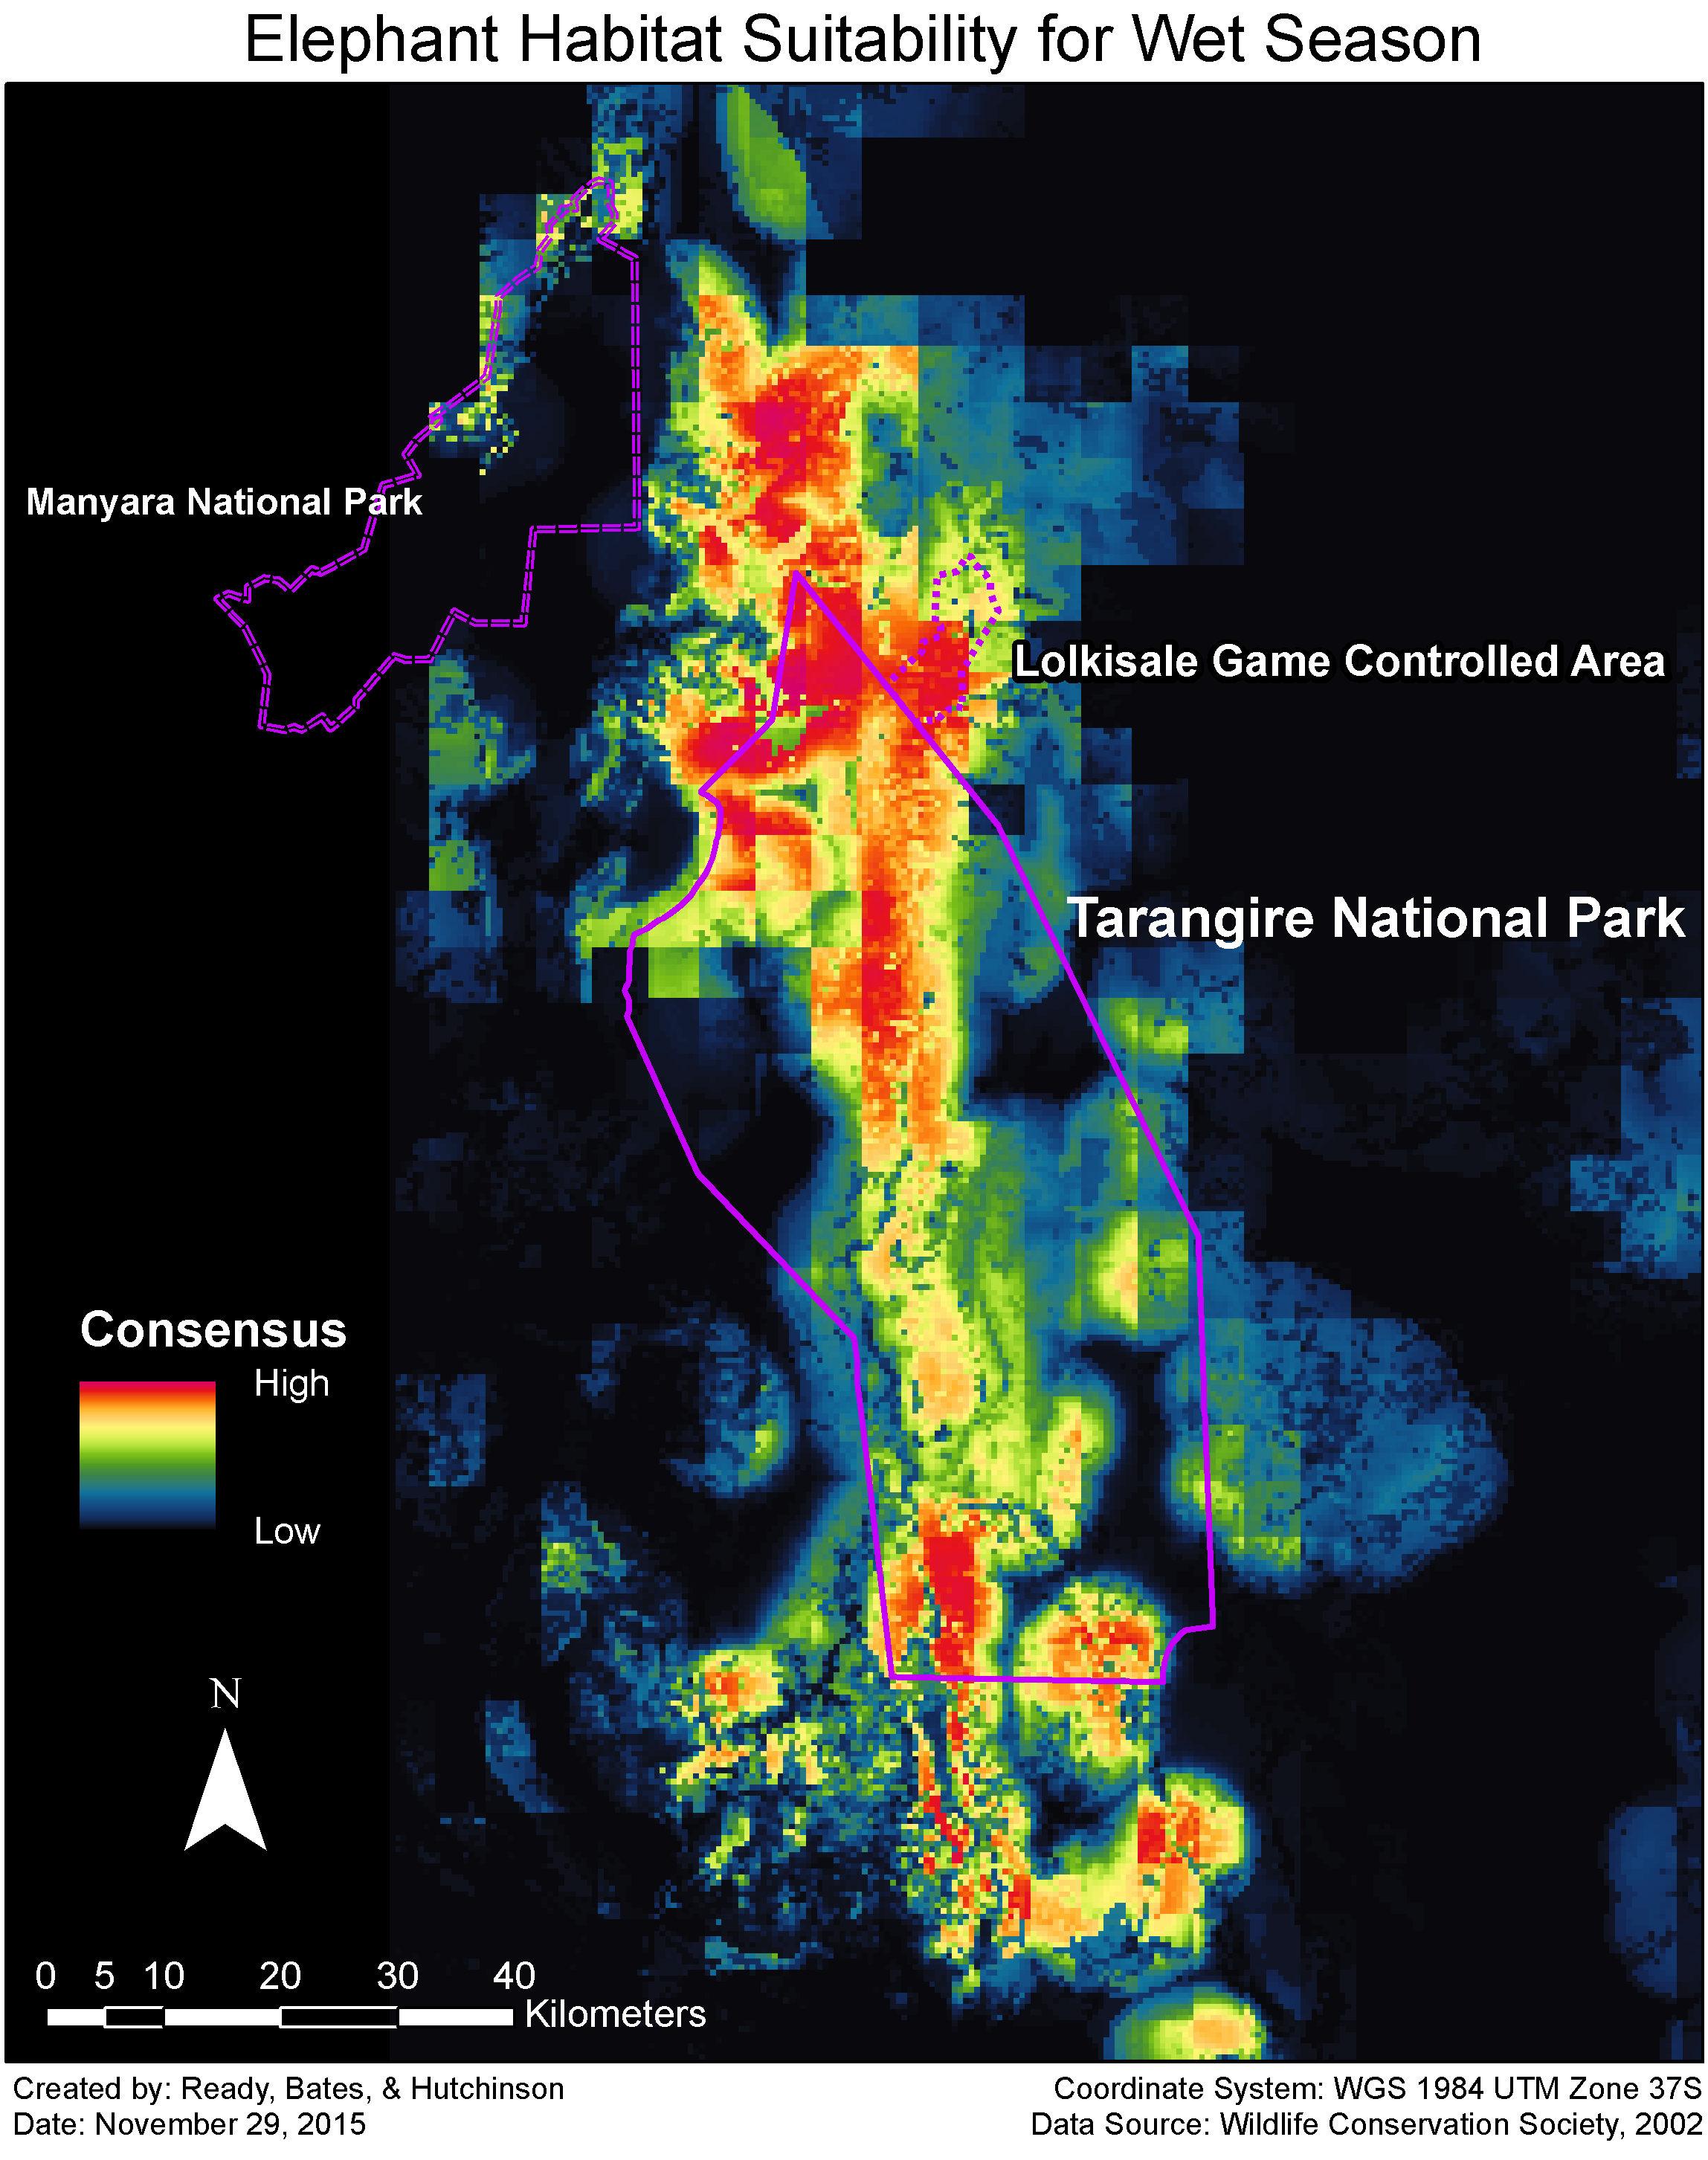 Elephant Habitat Suitability for Wet Season
Manyara National Park
Lolkisale Game Controlled Area
Tarangire National Park
Consensus
High
Low
N
0 5 10 20 30 40
Kilometers
Created by: Ready, Bates, & Hutchinson
Date: November 29, 2015
Coordinate System: WGS 1984 UTM Zone 37S
Data Source: Wildlife Conservation Society, 2002